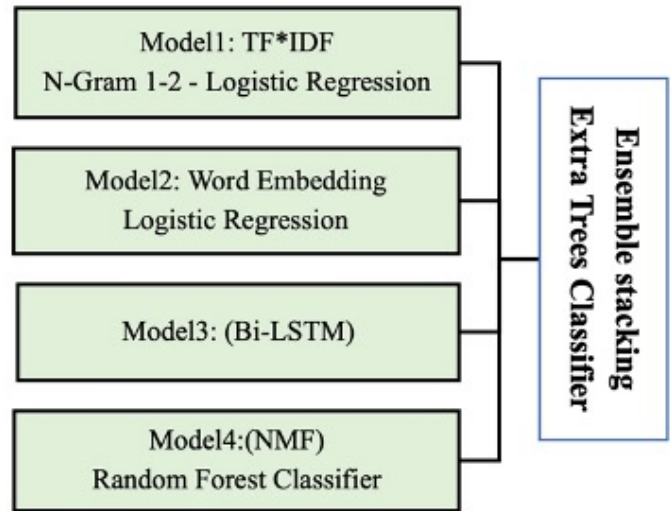 Model1: TF*IDF
N-Gram 1-2 - Logistic Regression
Model2: Word Embedding
Logistic Regression
Model3: (Bi-LSTM)
Model4:(NMF)
Random Forest Classifier
Ensemble stacking
Extra Trees Classifier